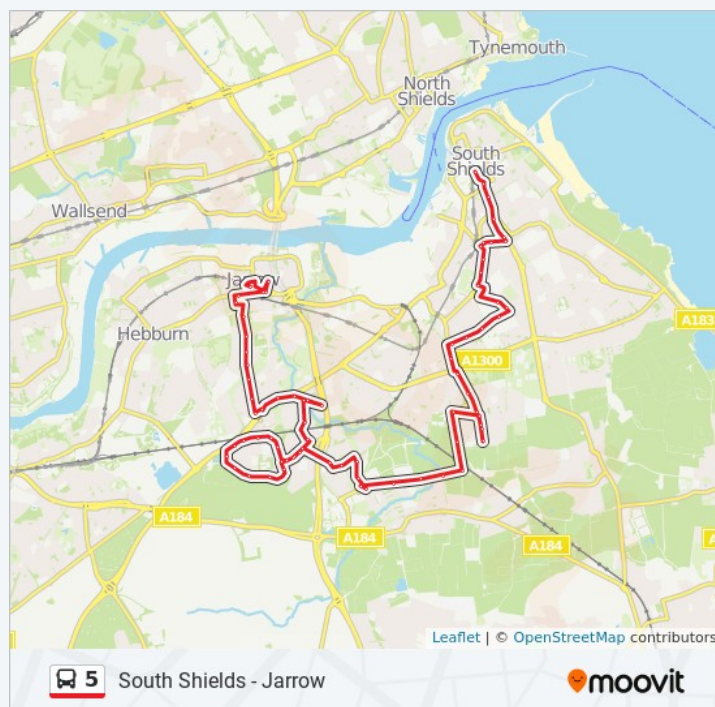 Tynemouth
North
Shields
South
Shields
Wallsend
Jarrow
Hebburn
A183
A1300
A184
A184
A184
Leaflet | © OpenStreetMap contributors
5 South Shields - Jarrow
moovit